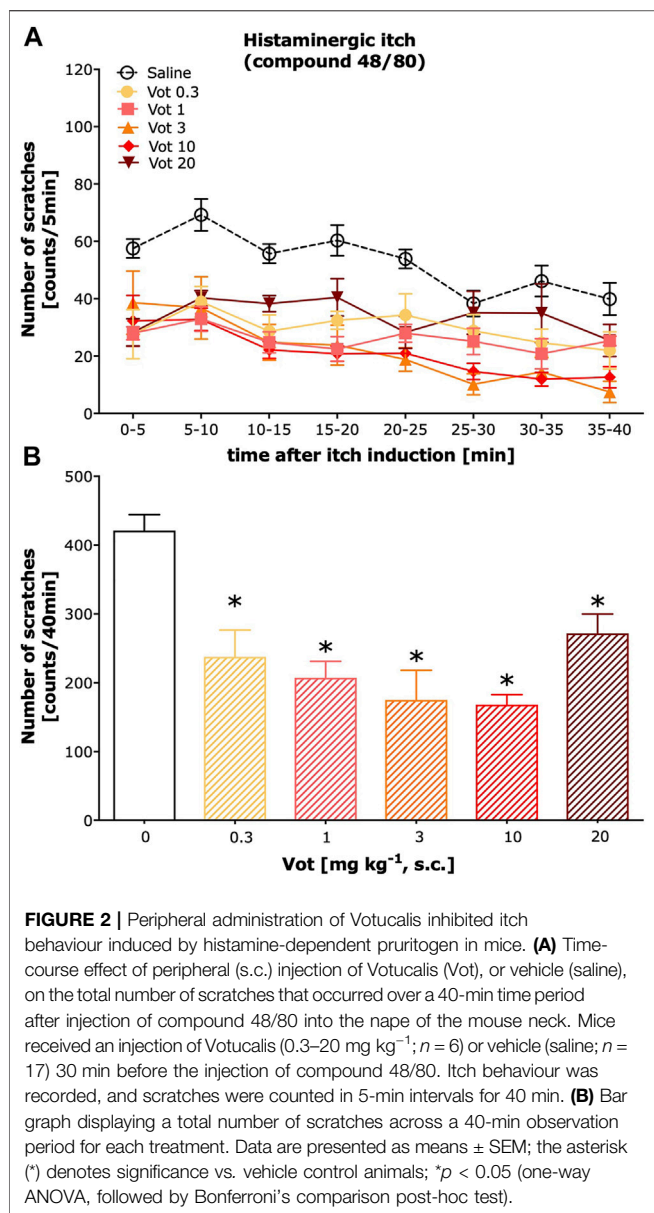 A
Histaminergic itch
(compound 48/80)
Saline
Vot 0.3
Vot 1
Vot 3
Vot 10
Vot 20
Number of scratches
[counts/5min]
120
100
80
60
40
20
0
0-5 5-10 10-15 15-20 20-25 25-30 30-35 35-40
time after itch induction [min]
B
Number of scratches
[counts/40min]
500
400
300
200
100
0
* * * * *
0 0.3 1 3 10 20
Vot [mg kg⁻¹, s.c.]
FIGURE 2 | Peripheral administration of Votucalis inhibited itch
behaviour induced by histamine-dependent pruritogen in mice. (A) Time-
course effect of peripheral (s.c.) injection of Votucalis (Vot), or vehicle (saline),
on the total number of scratches that occurred over a 40-min time period
after injection of compound 48/80 into the nape of the mouse neck. Mice
received an injection of Votucalis (0.3–20 mg kg⁻¹; n = 6) or vehicle (saline; n =
17) 30 min before the injection of compound 48/80. Itch behaviour was
recorded, and scratches were counted in 5-min intervals for 40 min. (B) Bar
graph displaying a total number of scratches across a 40-min observation
period for each treatment. Data are presented as means ± SEM; the asterisk
(*) denotes significance vs. vehicle control animals; *p < 0.05 (one-way
ANOVA, followed by Bonferroni's comparison post-hoc test).